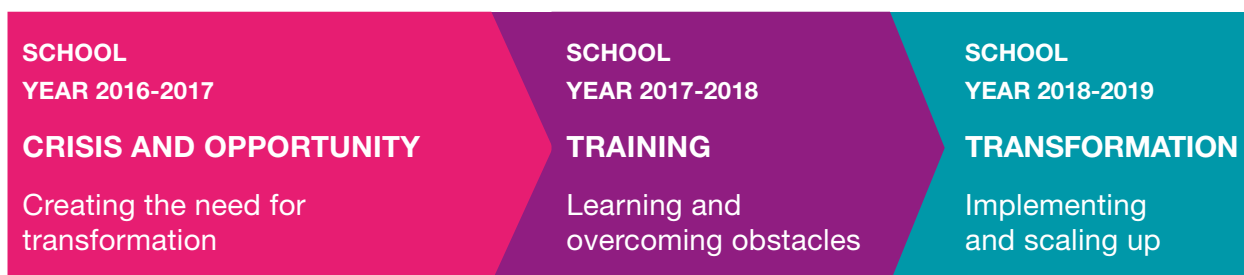 SCHOOL
YEAR 2016-2017
CRISIS AND OPPORTUNITY
Creating the need for
transformation
SCHOOL
YEAR 2017-2018
TRAINING
Learning and
overcoming obstacles
SCHOOL
YEAR 2018-2019
TRANSFORMATION
Implementing
and scaling up